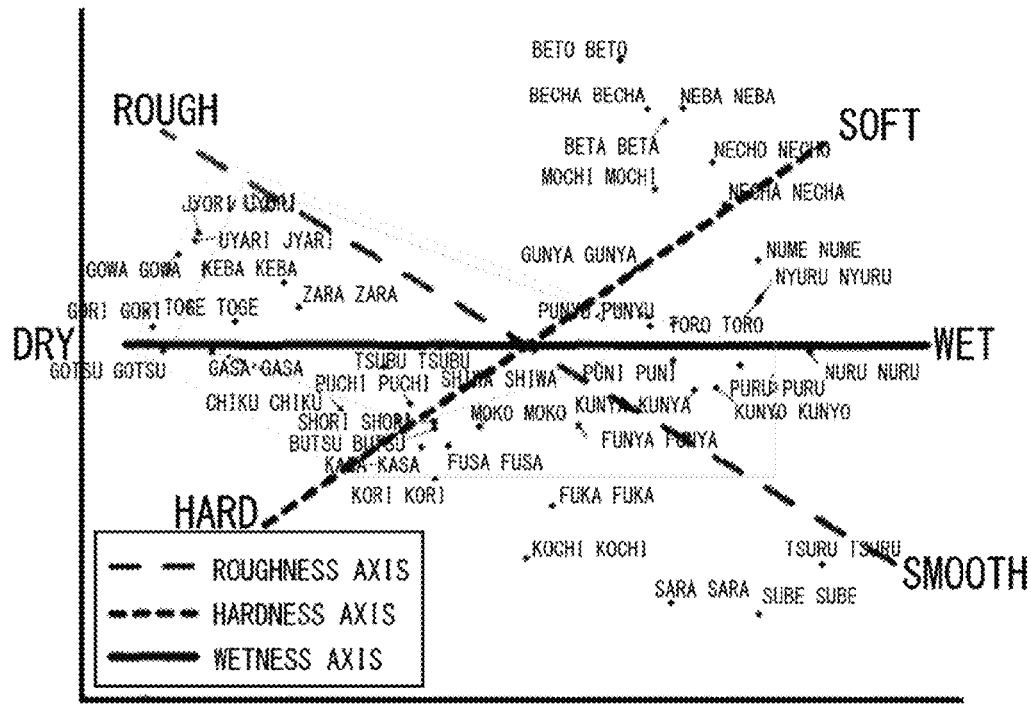 BETO BETO
BECHA BECHA
NEBA NEBA
ROUGH
SOFT
BETA BETA
NECHO NECHO
MOCHI MOCHI
NECHA NECHA
UYARI JYARI
GUNYA GUNYA
NUME NUME
GOWA GOWA
KEBA KEBA
NYURU NYURU
ZARA ZARA
GORI GORI
TOGE TOGE
PUNYU PUNYU
TORO TORO
DRY
WET
GOTSU GOTSU
GASA GASA
TSUBU TSUBU
SHIWA SHIWA
PUNI PUNI
NURU NURU
PUCHI PUCHI
PURU PURU
CHIKU CHIKU
KUNYA KUNYA
KUNYO KUNYO
SHORI SHORI
MOKO MOKO
BUTSU BUTSU
FUNYA FUNYA
KASA KASA
FUSA FUSA
KORI KORI
FUKA FUKA
HARD
KOCHI KOCHI
TSURU TSURU
SMOOTH
SARA SARA
SUBE SUBE
ROUGHNESS AXIS
HARDNESS AXIS
WETNESS AXIS